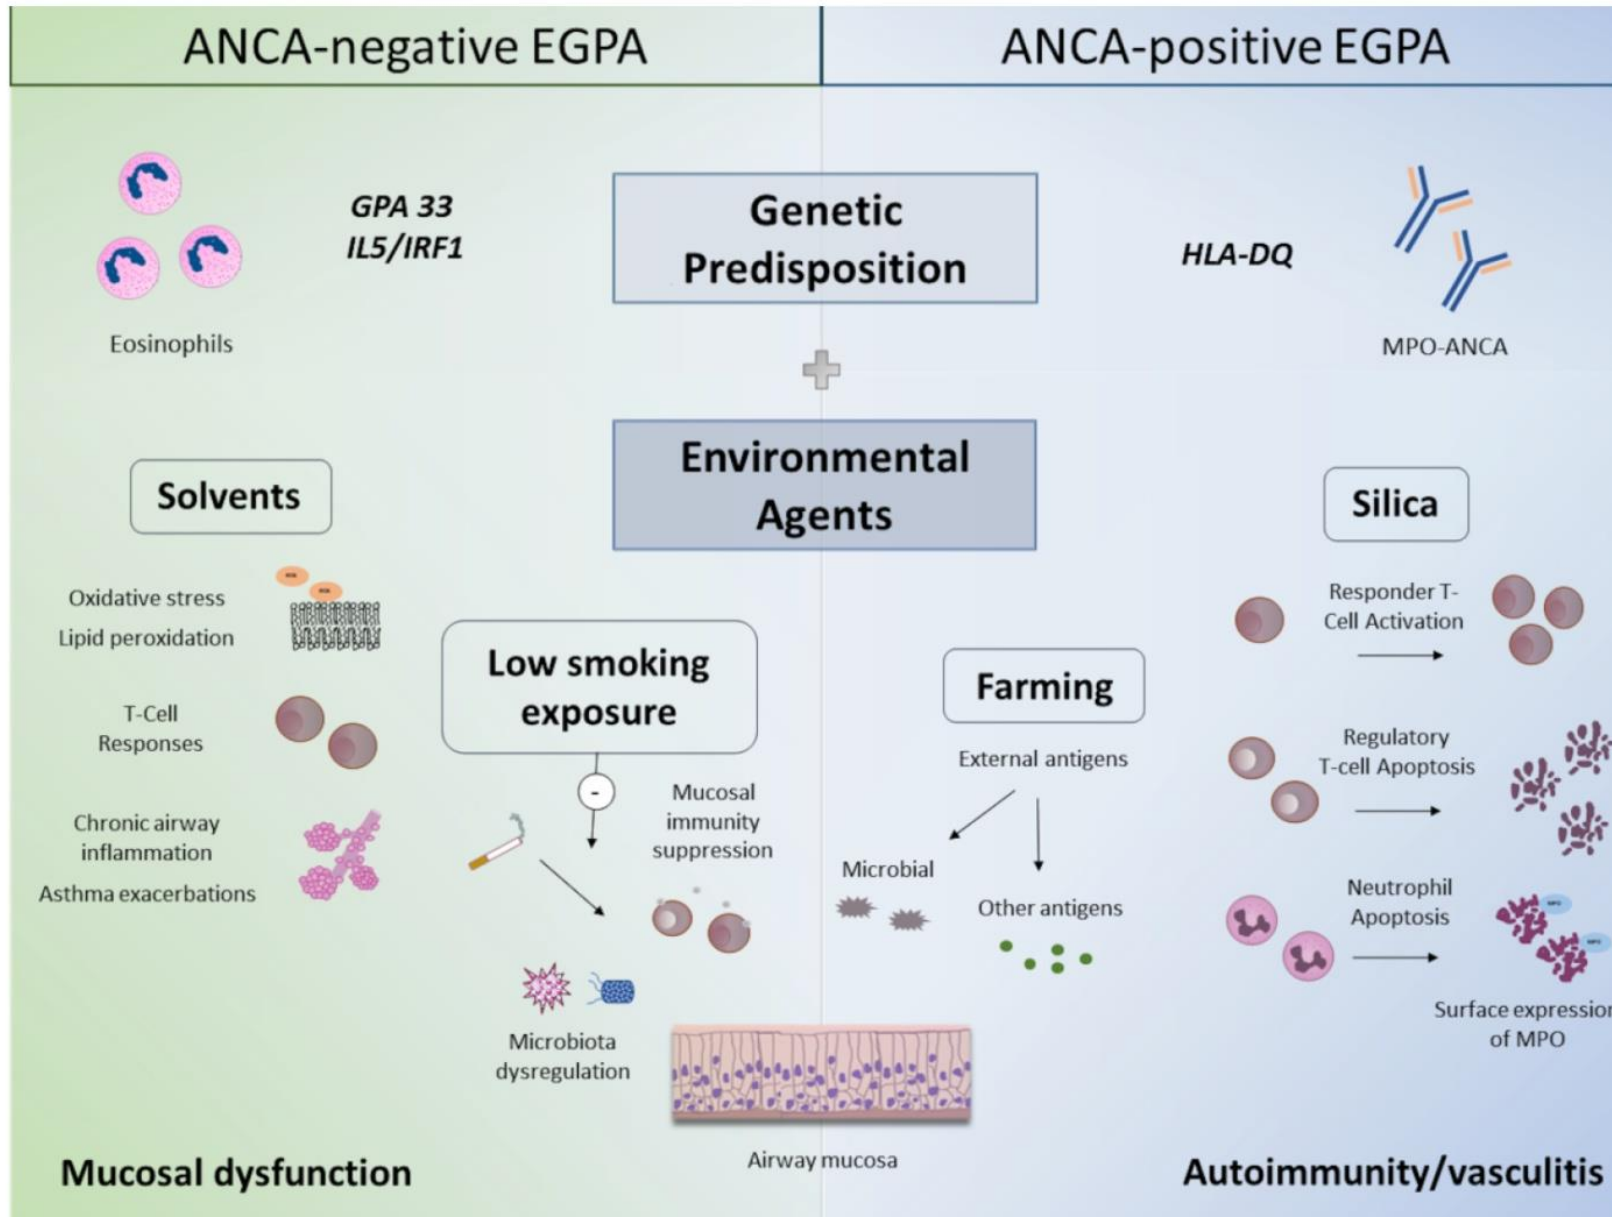 ANCA-negative EGPA
ANCA-positive EGPA
GPA 33
IL5/IRF1
Genetic
Predisposition
HLA-DQ
Eosinophils
MPO-ANCA
Environmental
Agents
Solvents
Oxidative stress
Lipid peroxidation
T-Cell
Responses
Chronic airway
inflammation
Asthma exacerbations
Low smoking
exposure
-
Mucosal
immunity
suppression
Microbiota
dysregulation
Farming
External antigens
Microbial
Other antigens
Silica
Responder T-
Cell Activation
Regulatory
T-cell Apoptosis
Neutrophil
Apoptosis
MPO
MPO
Surface expression
of MPO
Airway mucosa
Mucosal dysfunction
Autoimmunity/vasculitis